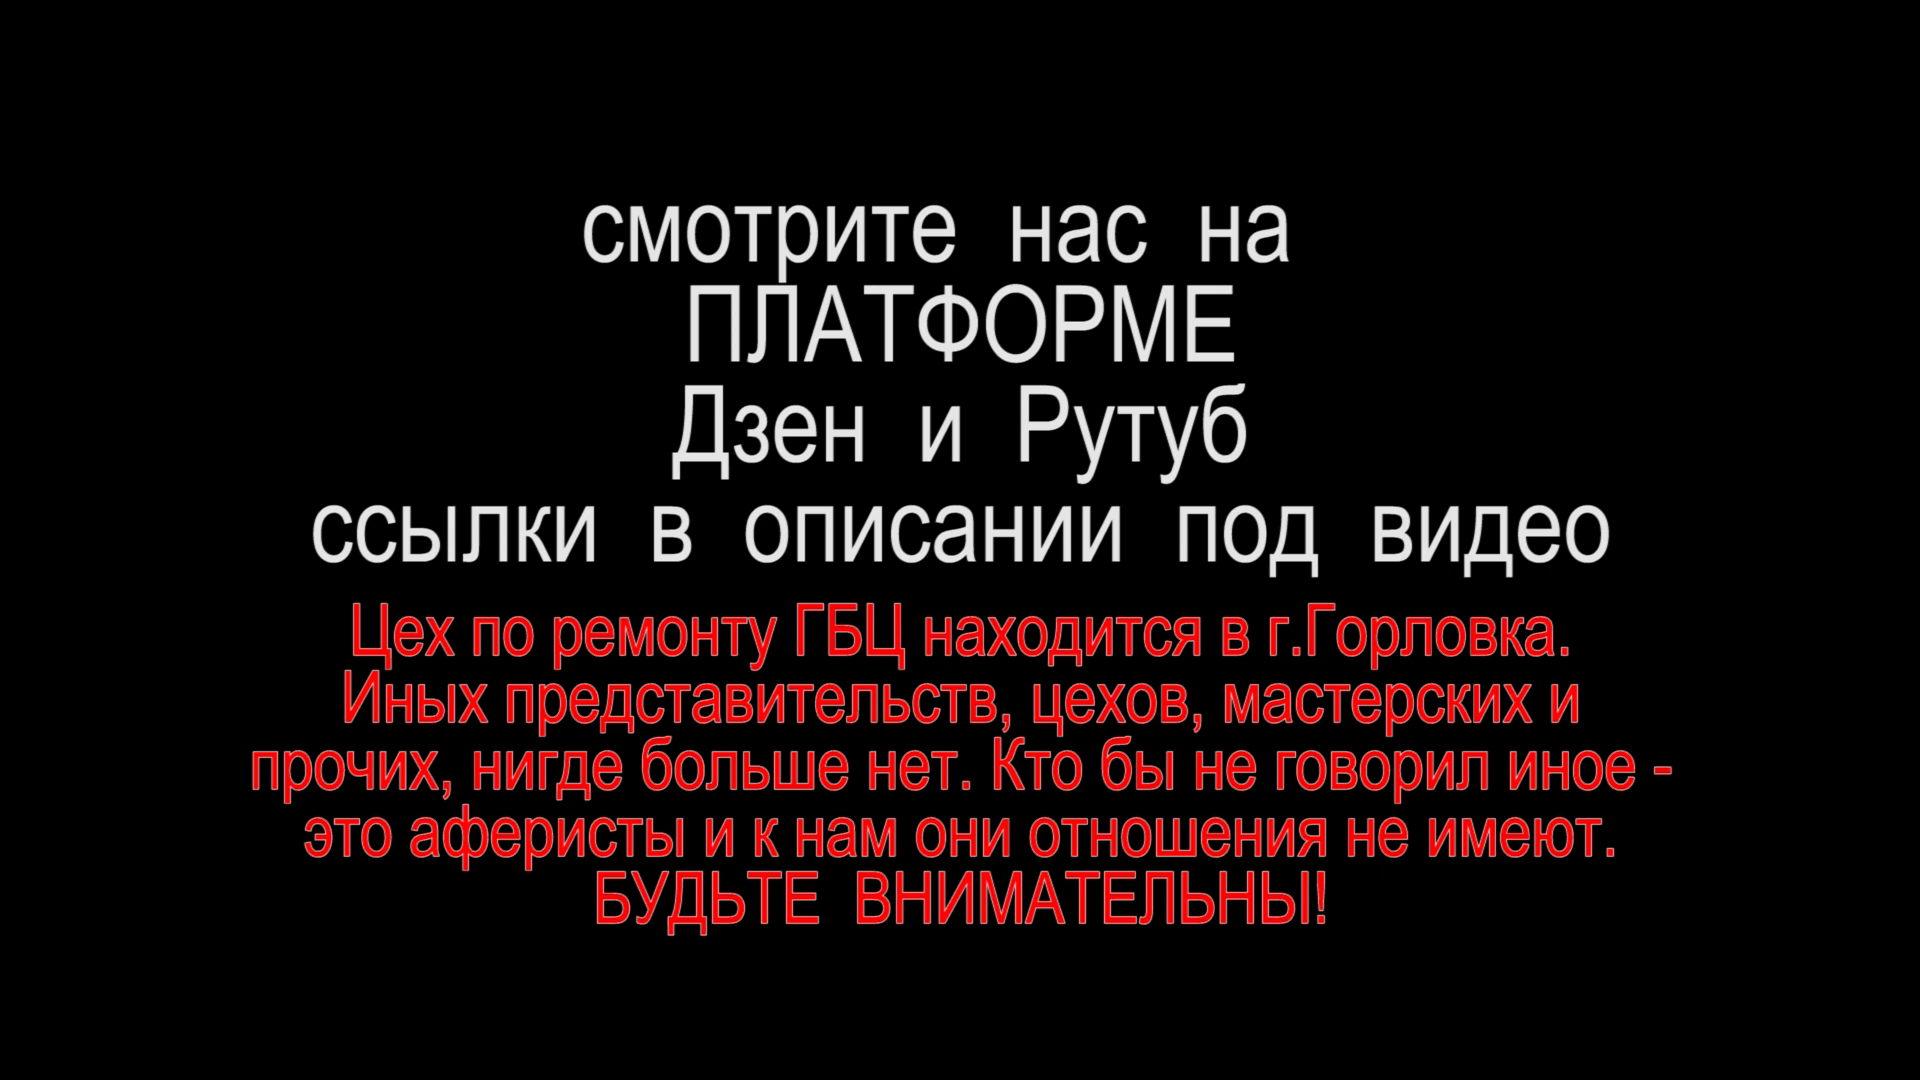 смотрите нас на
ПЛАТФОРМЕ
Дзен и Рутуб
ссылки в описании под видео
Цех по ремонту ГБЦ находится в г.Горловка.
Иных представительств, цехов, мастерских и
прочих, нигде больше нет. Кто бы не говорил иное -
это аферисты и к нам они отношения не имеют.
БУДЬТЕ ВНИМАТЕЛЬНЫ!